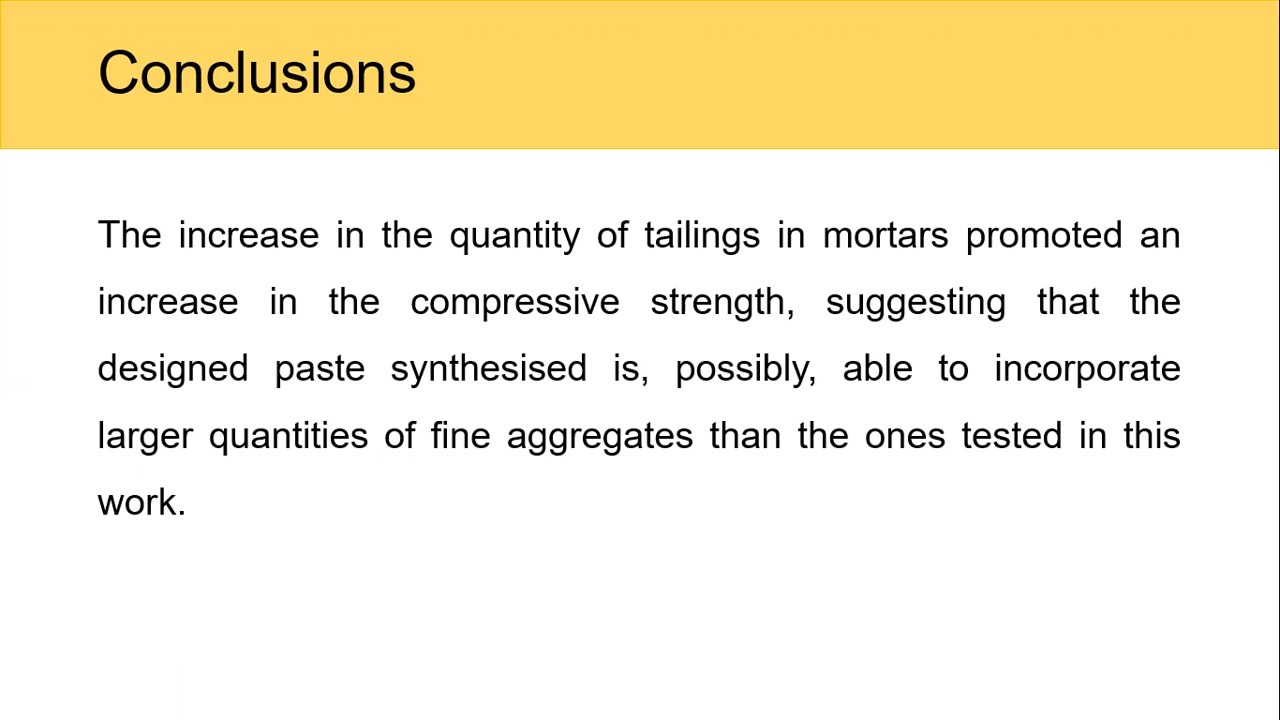 Conclusions
The increase in the quantity of tailings in mortars promoted an
increase in the compressive strength, suggesting that the
designed paste synthesised is, possibly, able to incorporate
larger quantities of fine aggregates than the ones tested in this
work.